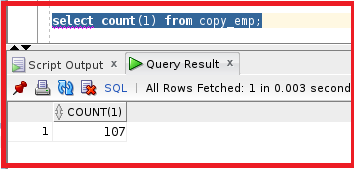 select count(1) from copy_emp;
Script Output x Query Result x
SQL | All Rows Fetched: 1 in 0.003 second
COUNT(1)
1 107